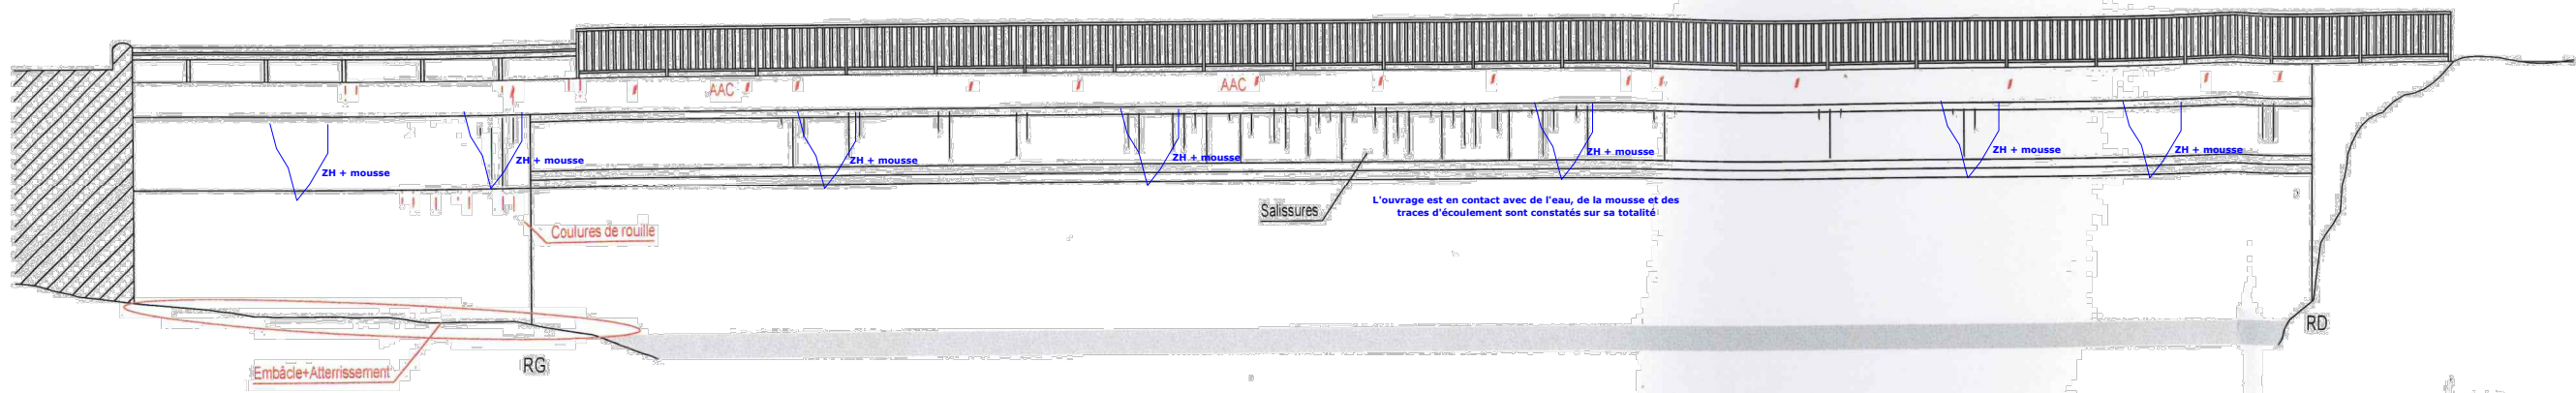 AAC
AAC
ZH + mousse
ZH + mousse
ZH + mousse
ZH + mousse
ZH + mousse
ZH + mousse
ZH + mousse
L'ouvrage est en contact avec de l'eau, de la mousse et des
traces d'écoulement sont constatés sur sa totalité
Salissures
Coulures de rouille
Embâcle+Atterrissement
RG
RD